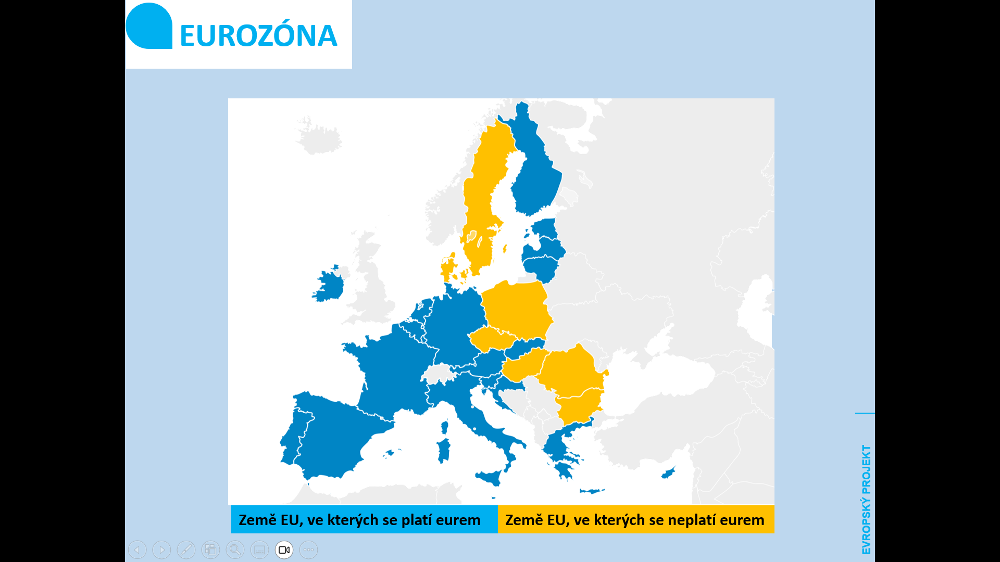 EUROZÓNA
Země EU, ve kterých se platí eurem
Země EU, ve kterých se neplatí eurem
EVROPSKÝ PROJEKT